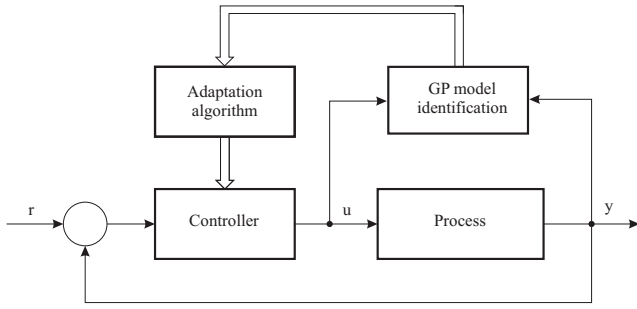 Adaptation
algorithm
GP model
identification
r
Controller
u
Process
y